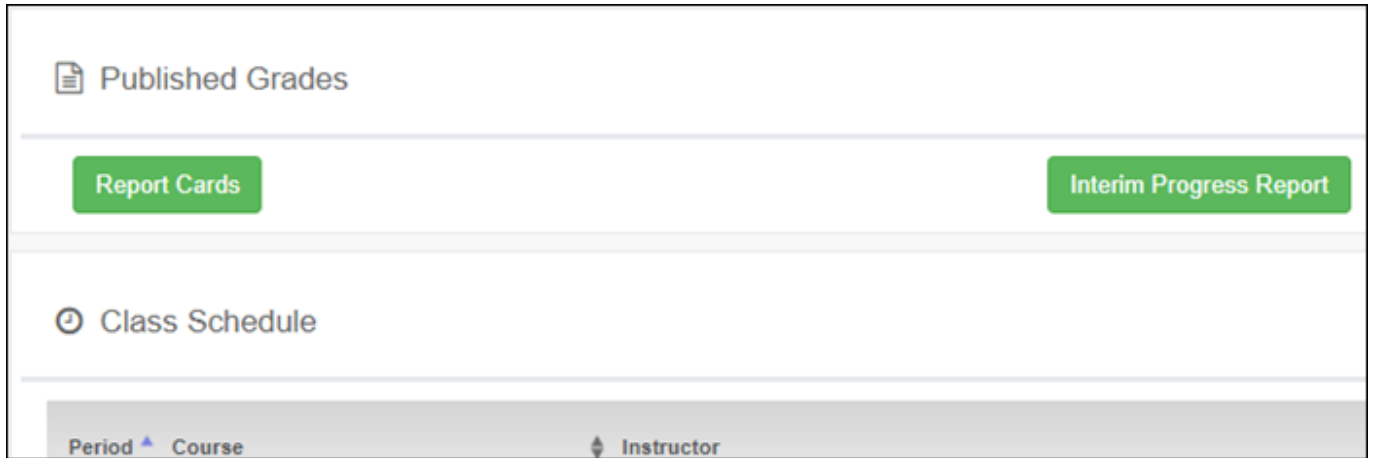 Published Grades
Report Cards Interim Progress Report
Class Schedule
Period Course Instructor